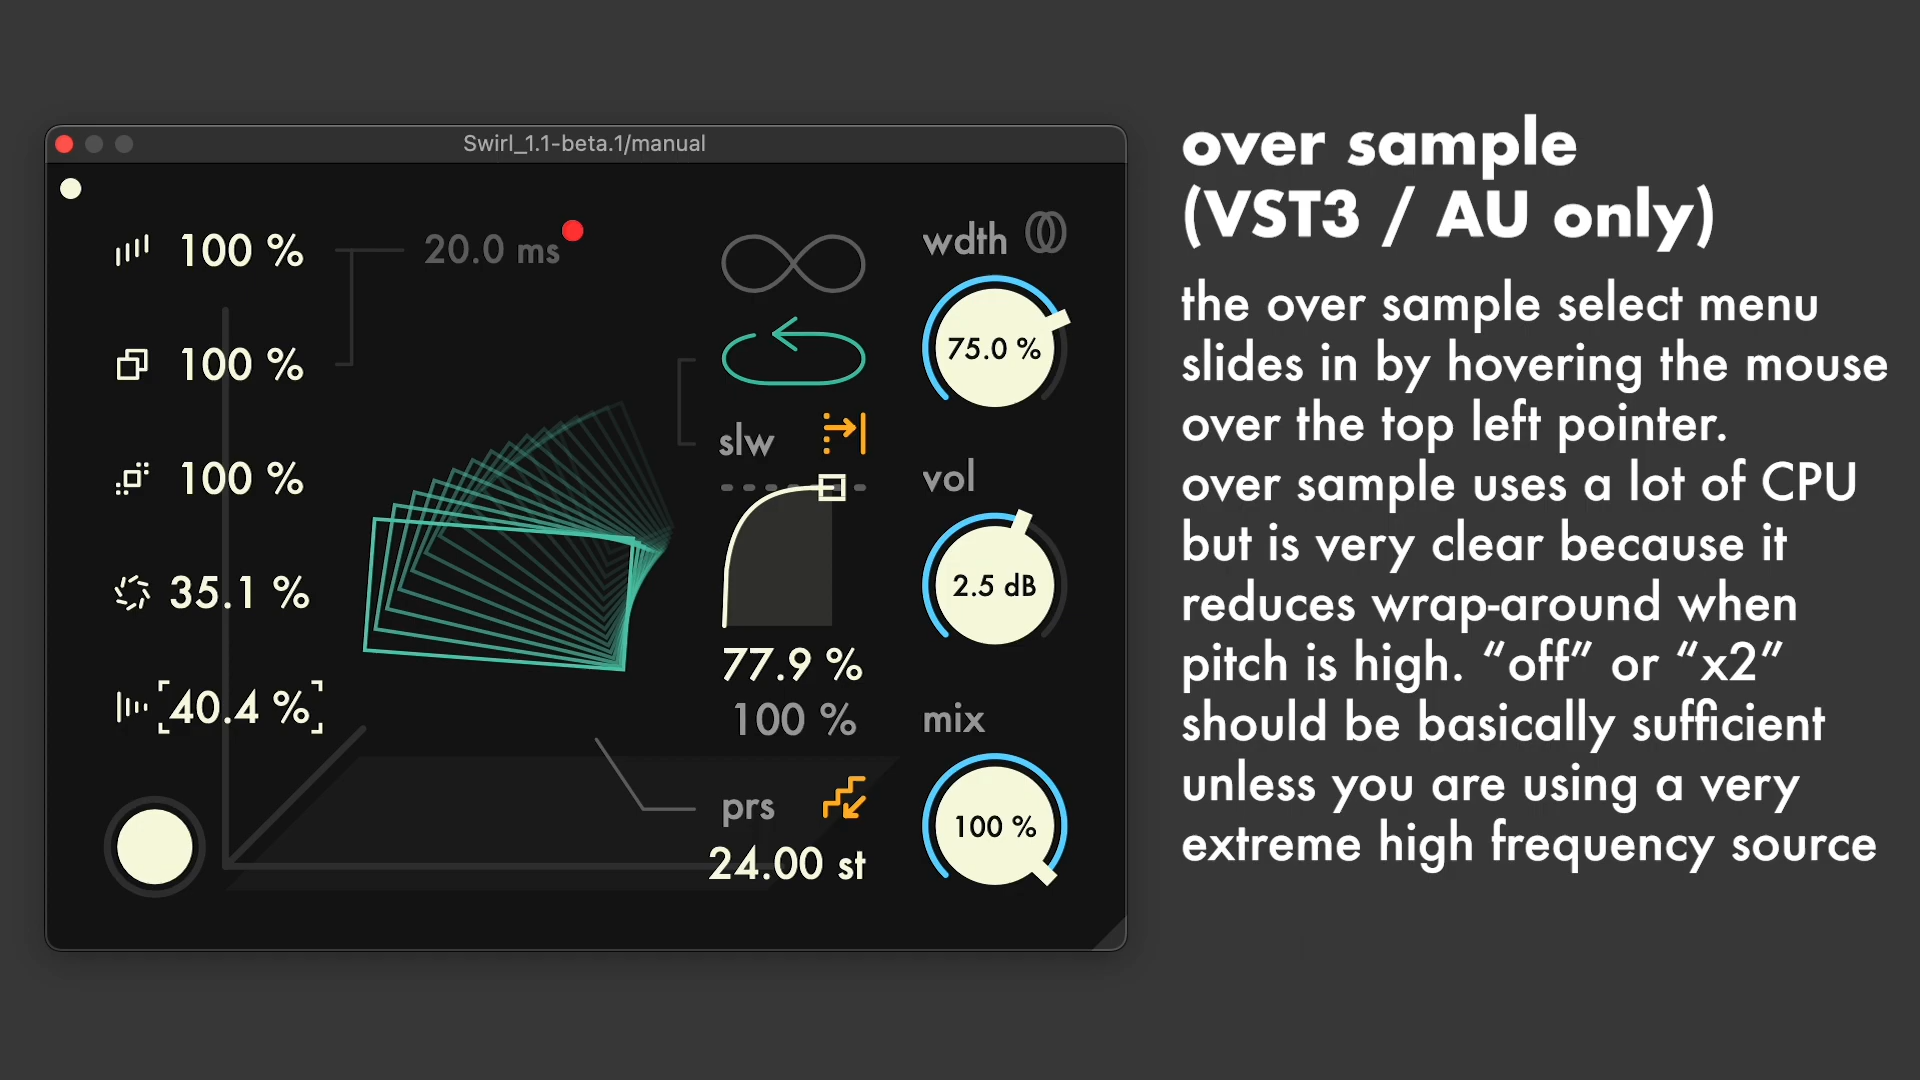 Swirl_1.1-beta.1/manual
100 %
20.0 ms
100 %
100 %
35.1 %
40.4 %
slw
77.9 %
100 %
prs
24.00 st
wdth
75.0 %
vol
2.5 dB
mix
100 %
over sample
(VST3 / AU only)
the over sample select menu
slides in by hovering the mouse
over the top left pointer.
over sample uses a lot of CPU
but is very clear because it
reduces wrap-around when
pitch is high. “off” or “x2”
should be basically sufficient
unless you are using a very
extreme high frequency source